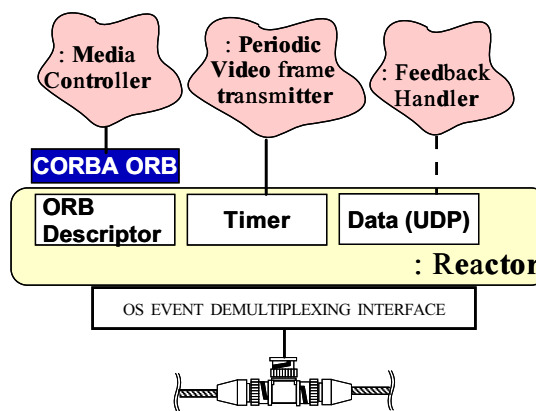 : Media
Controller
: Periodic
Video frame
transmitter
: Feedback
Handler
CORBA ORB
ORB
Descriptor
Timer
Data (UDP)
: Reactor
OS EVENT DEMULTIPLEXING INTERFACE